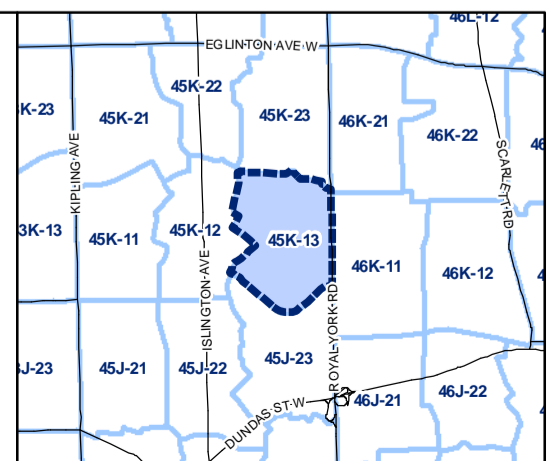 46L-12
EGLINTON AVE W
45K-22
K-23
45K-21
45K-23
46K-21
46K-22
46
KIPLING AVE
SCARLETT RD
3K-13
45K-11
45K-12
45K-13
46K-11
46K-12
4
ISLINGTON AVE
ROYAL YORK RD
J-23
45J-21
45J-22
45J-23
46J-21
46J-22
DUNDAS ST W